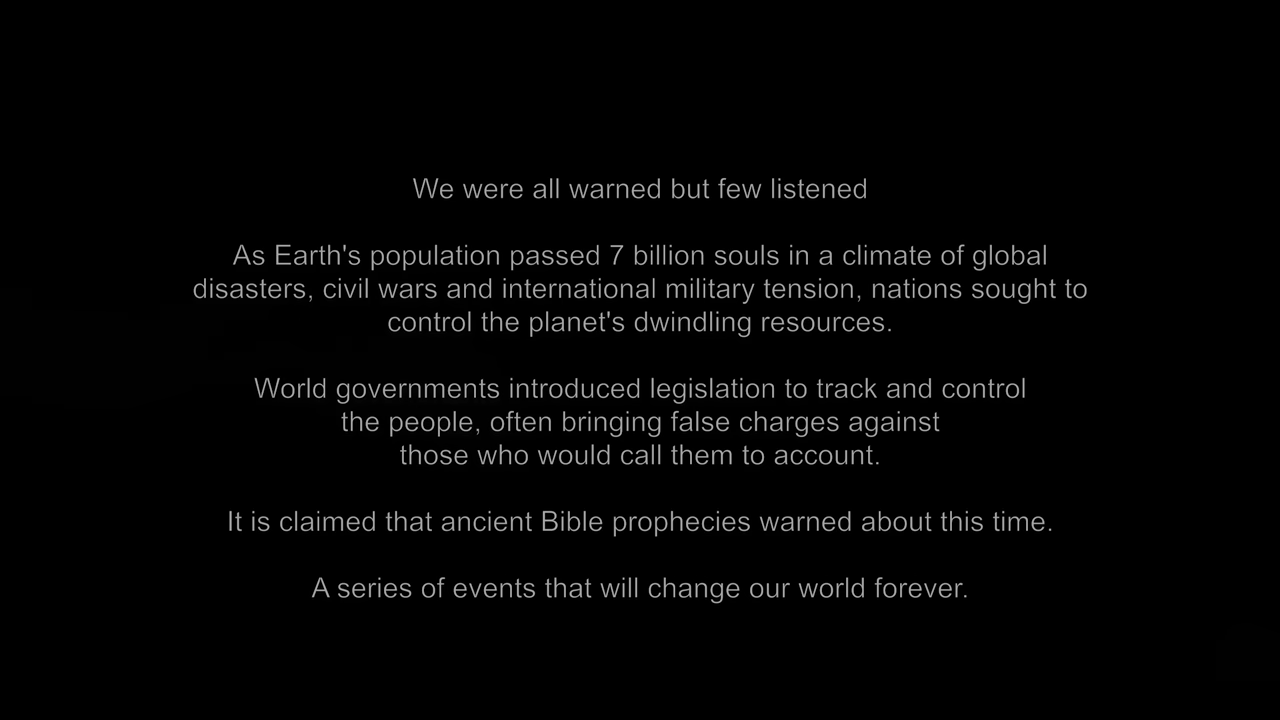 We were all warned but few listened
As Earth's population passed 7 billion souls in a climate of global
disasters, civil wars and international military tension, nations sought to
control the planet's dwindling resources.
World governments introduced legislation to track and control
the people, often bringing false charges against
those who would call them to account.
It is claimed that ancient Bible prophecies warned about this time.
A series of events that will change our world forever.